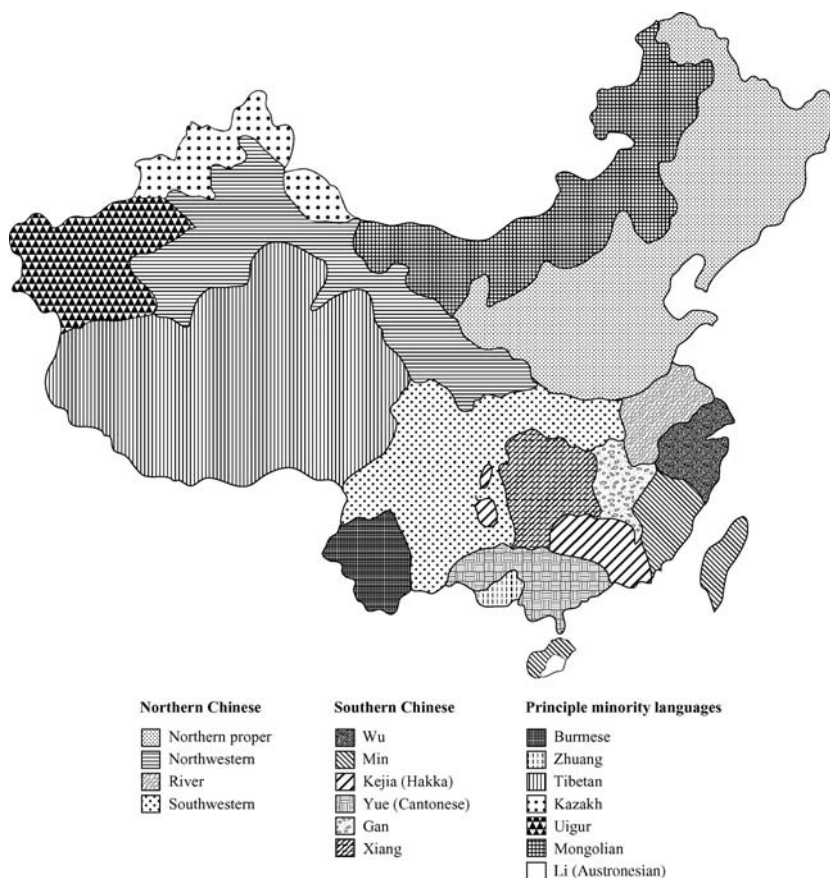 Northern Chinese
Northern proper
Northwestern
River
Southwestern
Southern Chinese
Wu
Min
Kejia (Hakka)
Yue (Cantonese)
Gan
Xiang
Principle minority languages
Burmese
Zhuang
Tibetan
Kazakh
Uigur
Mongolian
Li (Austronesian)